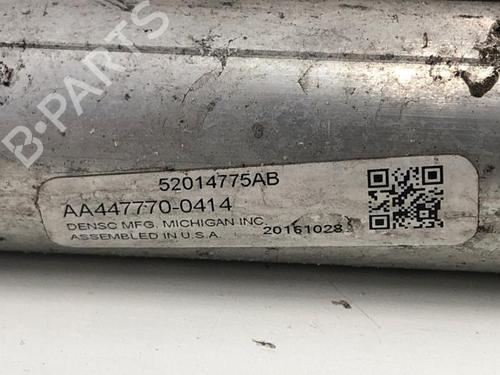 B-PARTS
52014775AB
AA447770-0414
DENSO MFG. MICHIGAN INC.
ASSEMBLED IN U.S.A. 20161028